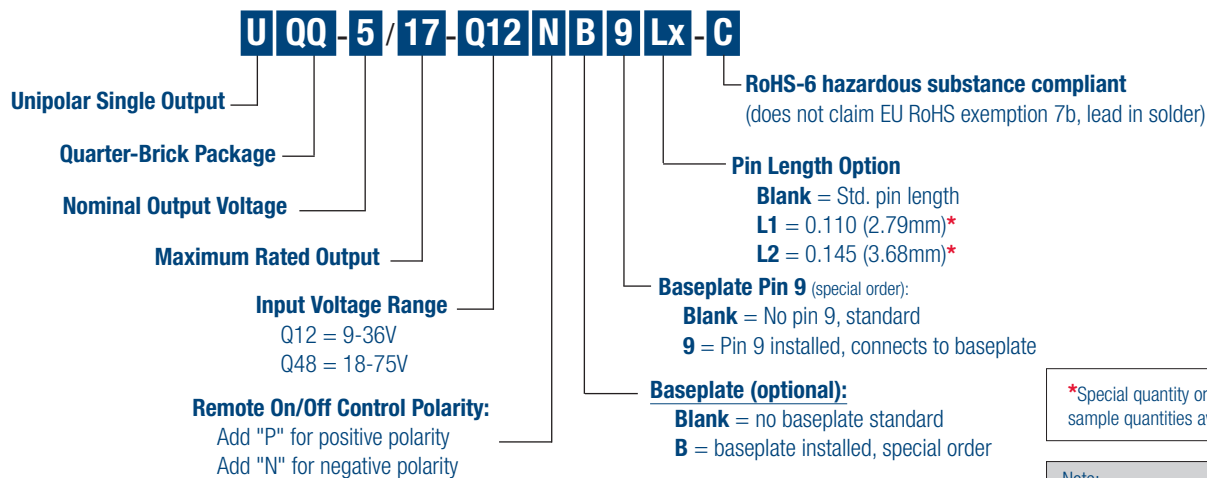 U QQ - 5 / 17 - Q12 N B 9 Lx - C
RoHS-6 hazardous substance compliant
(does not claim EU RoHS exemption 7b, lead in solder)
Unipolar Single Output
Quarter-Brick Package
Nominal Output Voltage
Maximum Rated Output
Input Voltage Range
Q12 = 9-36V
Q48 = 18-75V
Remote On/Off Control Polarity:
Add "P" for positive polarity
Add "N" for negative polarity
Pin Length Option
Blank = Std. pin length
L1 = 0.110 (2.79mm)*
L2 = 0.145 (3.68mm)*
Baseplate Pin 9 (special order):
Blank = No pin 9, standard
9 = Pin 9 installed, connects to baseplate
Baseplate (optional):
Blank = no baseplate standard
B = baseplate installed, special order
*Special quantity
sample quantities
Note: